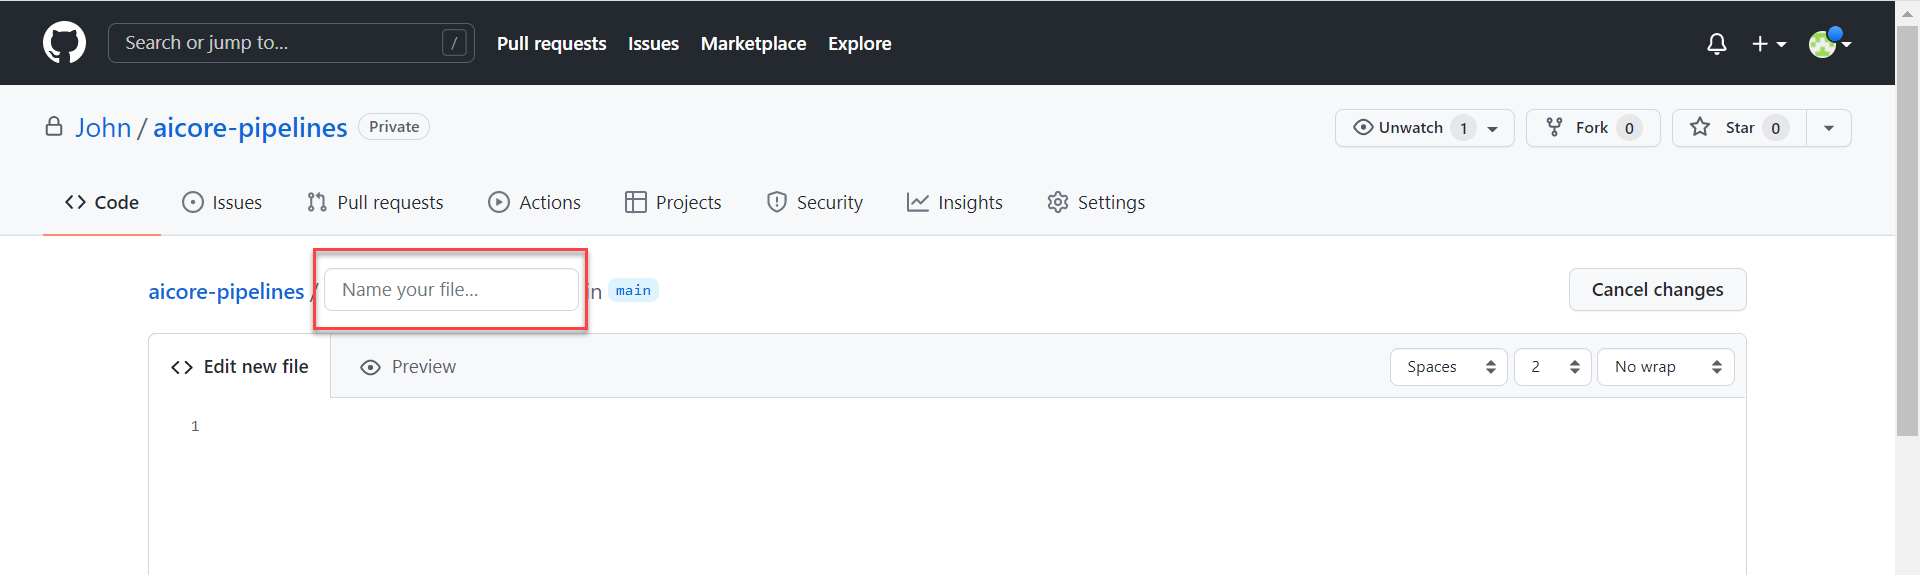 Search or jump to... / Pull requests Issues Marketplace Explore
John / aicore-pipelines Private Unwatch 1 Fork 0 Star 0
Code Issues Pull requests Actions Projects Security Insights Settings
aicore-pipelines / Name your file... in main Cancel changes
Edit new file Preview Spaces 2 No wrap
1